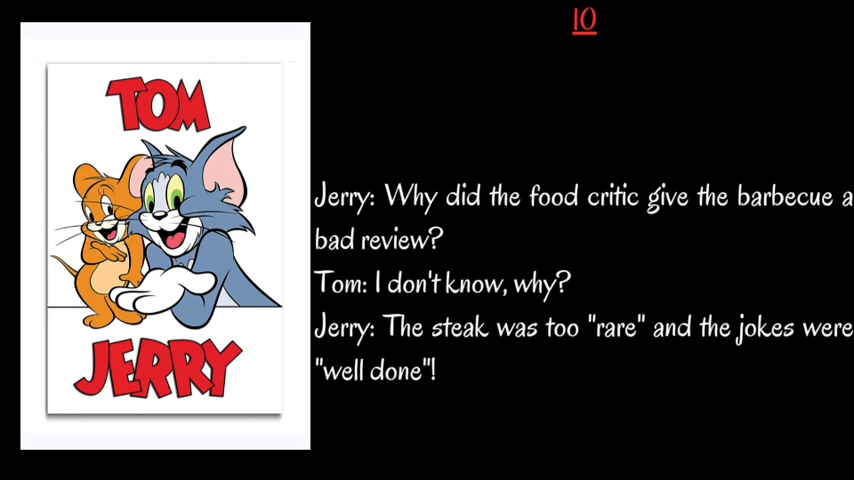 10
TOM
JERRY
Jerry: Why did the food critic give the barbecue a
bad review?
Tom: I don't know, why?
Jerry: The steak was too "rare" and the jokes were
"well done"!